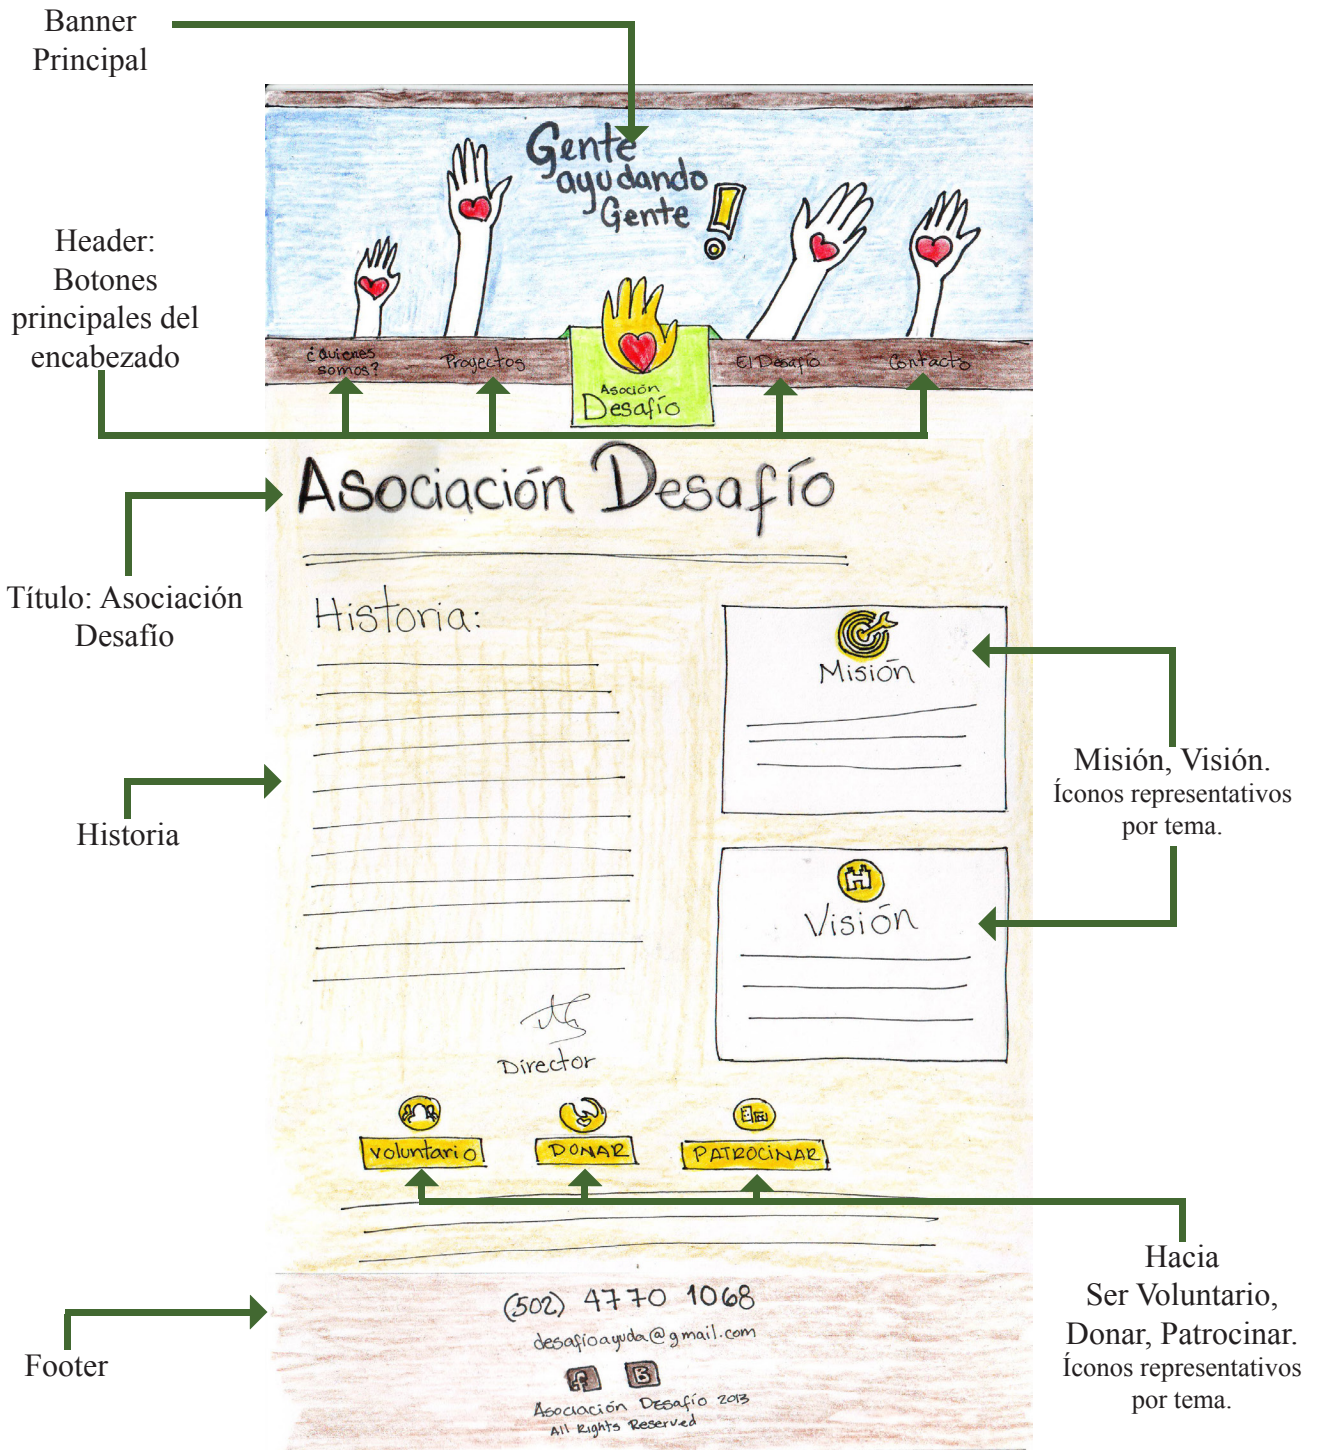 Banner
Principal
Gente
ayudando
Gente !
Header:
Botones
principales del
encabezado
¿Quienes
somos?
Proyectos
Asoción
Desafío
El Desafío
Contacto
Asociación Desafío
Título: Asociación
Desafío
Historia:
Misión
Misión, Visión.
Íconos representativos
por tema.
Historia
Visión
Director
Voluntario
DONAR
PATROCINAR
Hacia
Ser Voluntario,
Donar, Patrocinar.
Íconos representativos
por tema.
Footer
(502) 4770 1068
desafioayuda@gmail.com
f B
Asociación Desafío 2013
All Rights Reserved